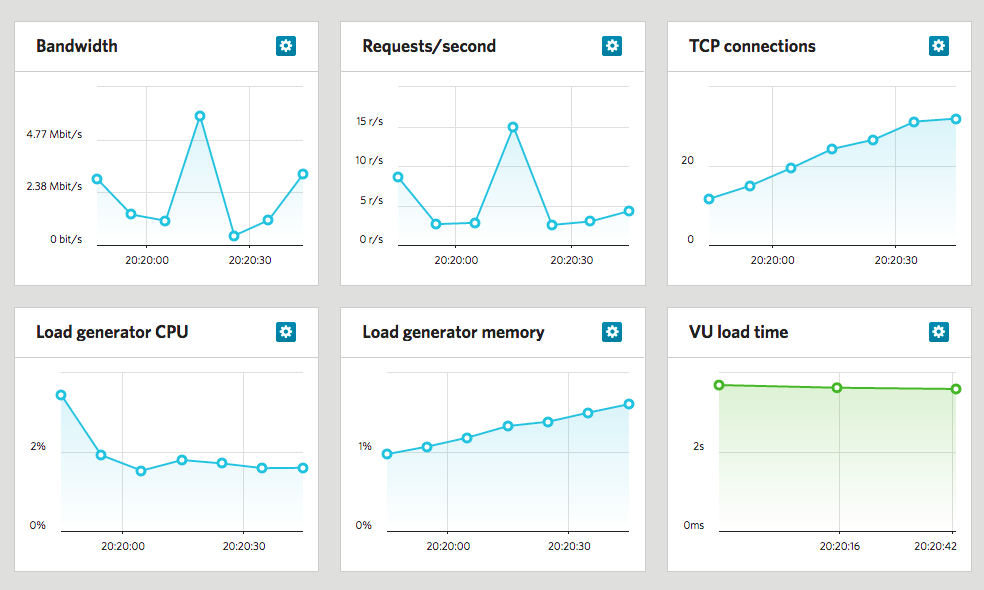 Bandwidth
4.77 Mbit/s
2.38 Mbit/s
0 bit/s
20:20:00 20:20:30
Requests/second
15 r/s
10 r/s
5 r/s
0 r/s
20:20:00 20:20:30
TCP connections
20
0
20:20:00 20:20:30
Load generator CPU
2%
0%
20:20:00 20:20:30
Load generator memory
1%
0%
20:20:00 20:20:30
VU load time
2s
0ms
20:20:16 20:20:42